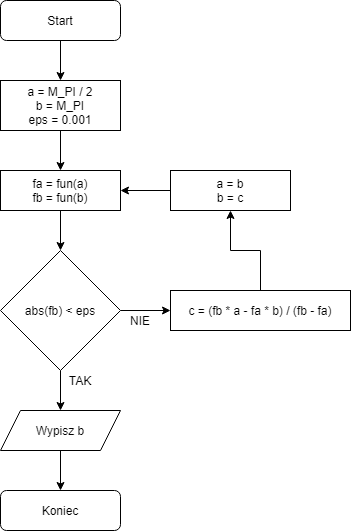 Start
a = M_PI / 2
b = M_PI
eps = 0.001
fa = fun(a)
fb = fun(b)
a = b
b = c
abs(fb) < eps
NIE
c = (fb * a - fa * b) / (fb - fa)
TAK
Wypisz b
Koniec